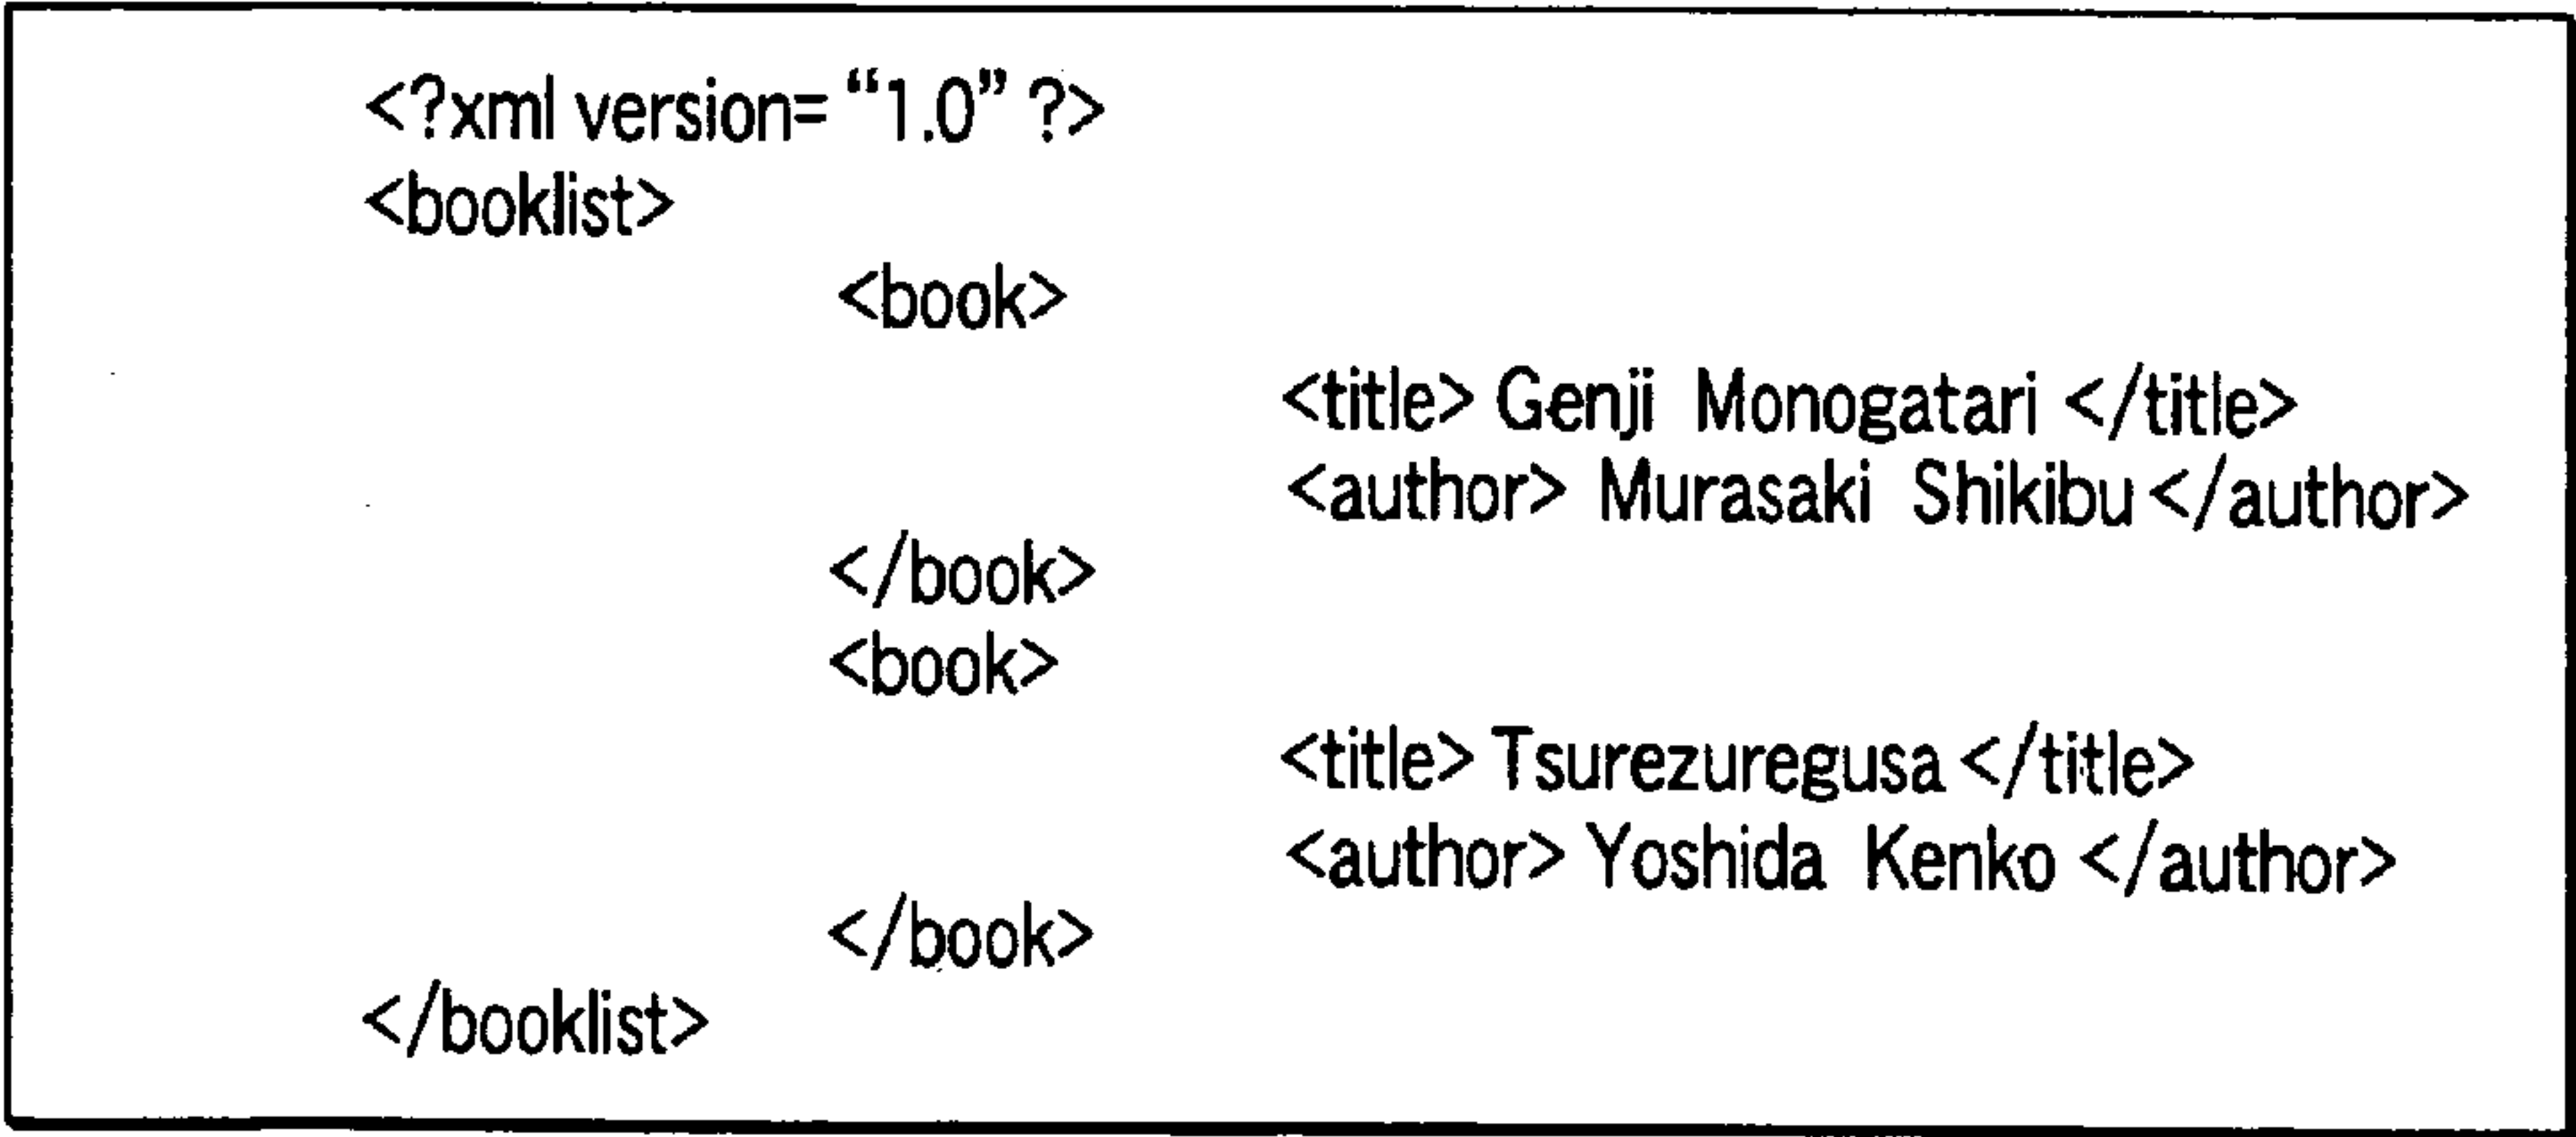 <?xml version= “1.0” ?>
<booklist>
<book>
<title> Genji Monogatari </title>
<author> Murasaki Shikibu </author>
</book>
<book>
<title> Tsurezuregusa </title>
<author> Yoshida Kenko </author>
</book>
</booklist>